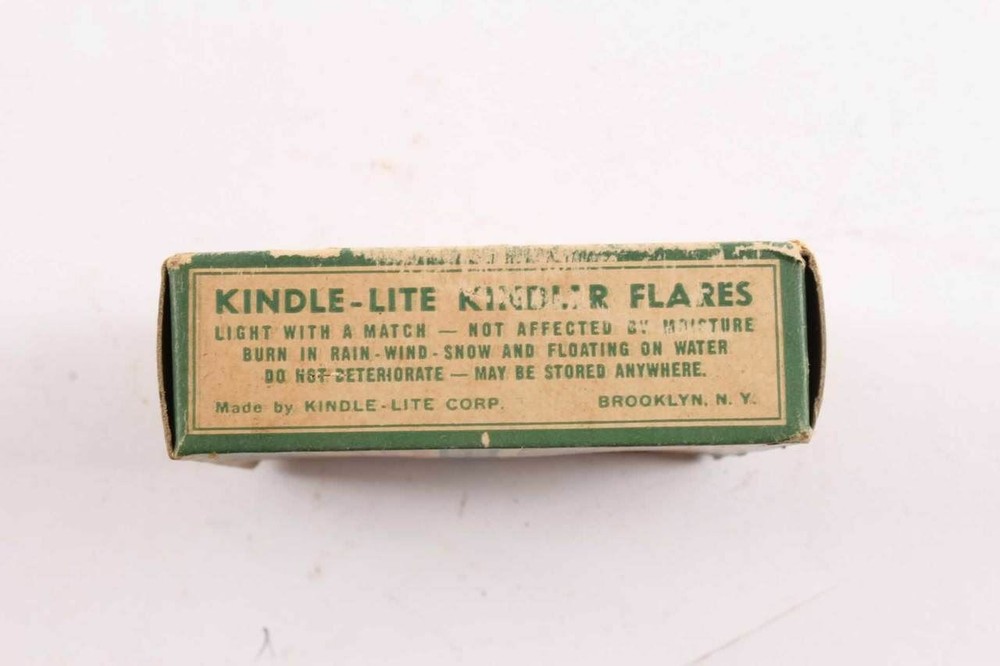 KINDLE-LITE KINDLER FLARES
LIGHT WITH A MATCH — NOT AFFECTED BY MOISTURE
BURN IN RAIN-WIND-SNOW AND FLOATING ON WATER
DO NOT DETERIORATE — MAY BE STORED ANYWHERE.
Made by KINDLE-LITE CORP. BROOKLYN, N. Y.